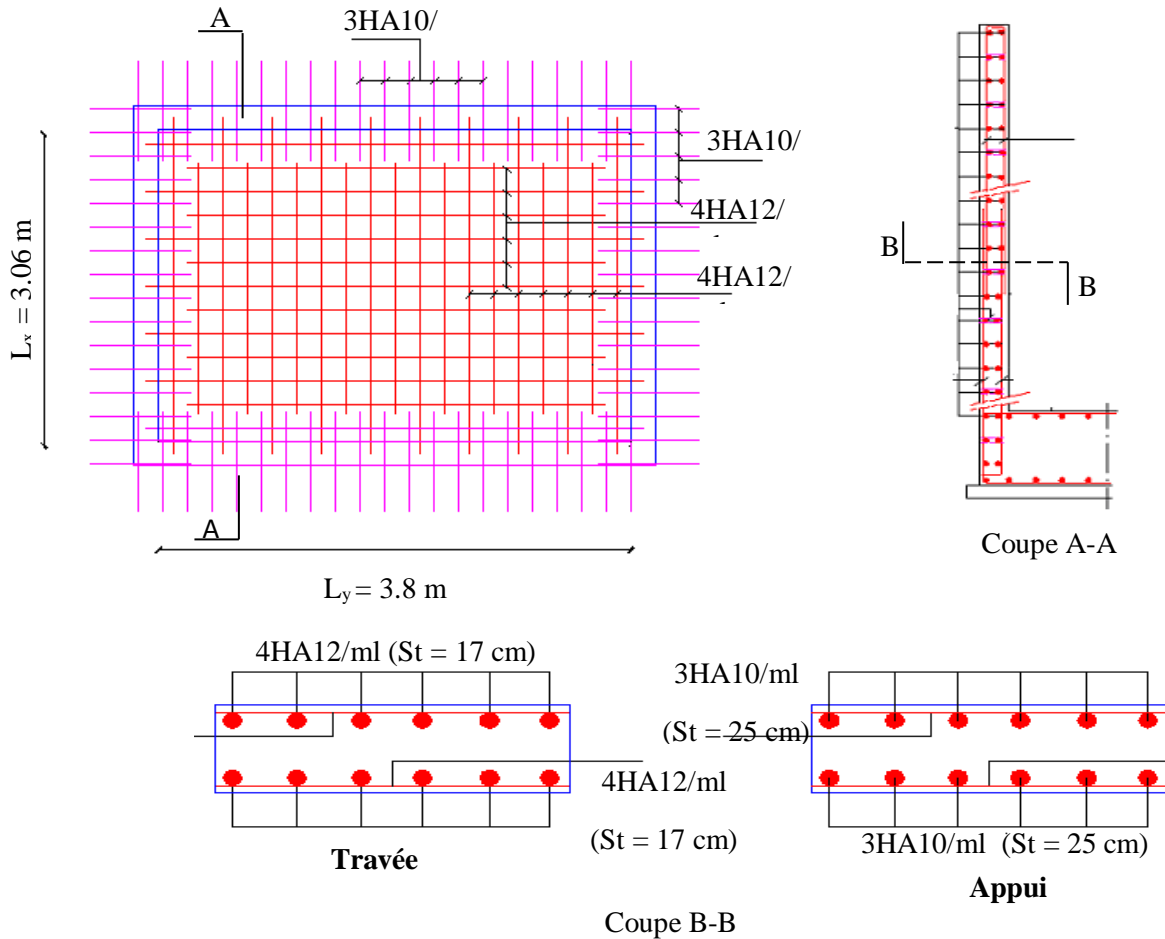 A
3HA10/
3HA10/
4HA12/
4HA12/
Lx = 3.06 m
A
Ly = 3.8 m
B
B
Coupe A-A
4HA12/ml (St = 17 cm)
4HA12/ml
(St = 17 cm)
Travée
3HA10/ml
(St = 25 cm)
3HA10/ml (St = 25 cm)
Appui
Coupe B-B